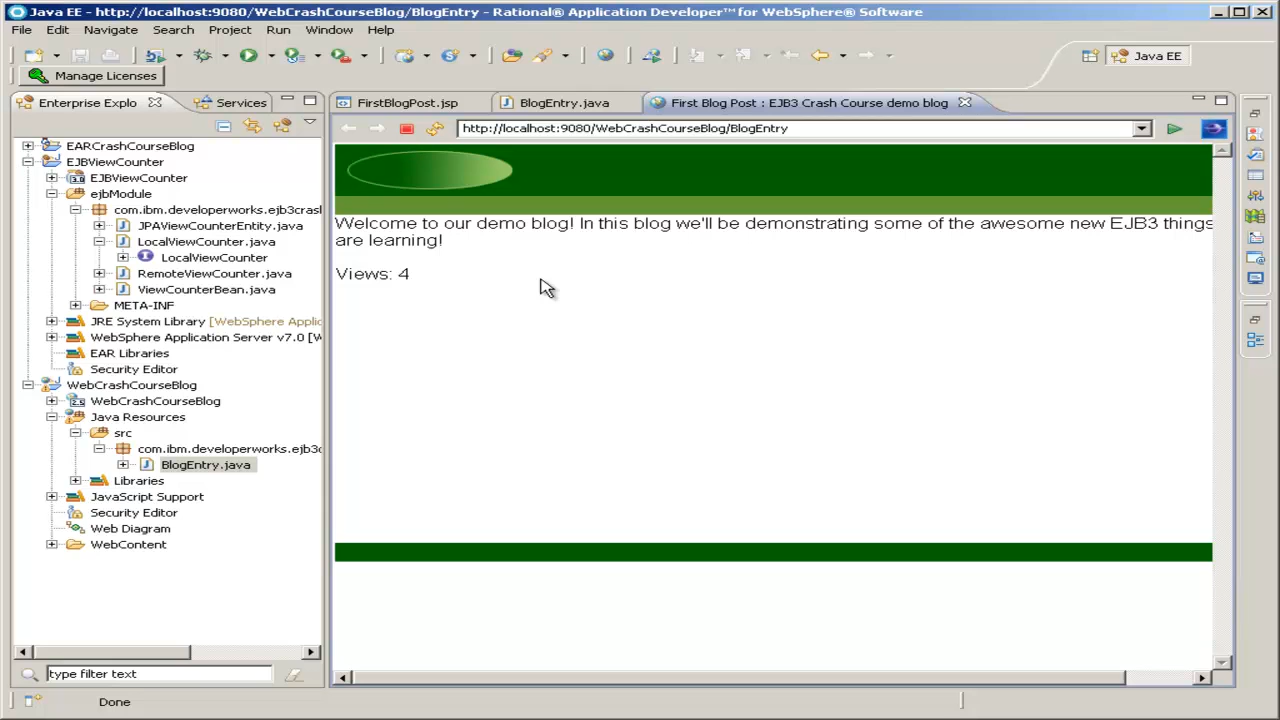 Java EE - http://localhost:9080/WebCrashCourseBlog/BlogEntry - Rational® Application Developer™ for WebSphere® Software
File Edit Navigate Search Project Run Window Help
Java EE
Manage Licenses
Enterprise Explo
Services
FirstBlogPost.jsp
BlogEntry.java
First Blog Post : EJB3 Crash Course demo blog
http://localhost:9080/WebCrashCourseBlog/BlogEntry
EARCrashCourseBlog
EJBViewCounter
EJBViewCounter
ejbModule
com.ibm.developerworks.ejb3crasl
JPAViewCounterEntity.java
LocalViewCounter.java
LocalViewCounter
RemoteViewCounter.java
ViewCounterBean.java
META-INF
JRE System Library [WebSphere Applic
WebSphere Application Server v7.0 [W
EAR Libraries
Security Editor
WebCrashCourseBlog
WebCrashCourseBlog
Java Resources
src
com.ibm.developerworks.ejb3c
BlogEntry.java
Libraries
JavaScript Support
Security Editor
Web Diagram
WebContent
type filter text
Welcome to our demo blog! In this blog we'll be demonstrating some of the awesome new EJB3 things
are learning!
Views: 4
Done